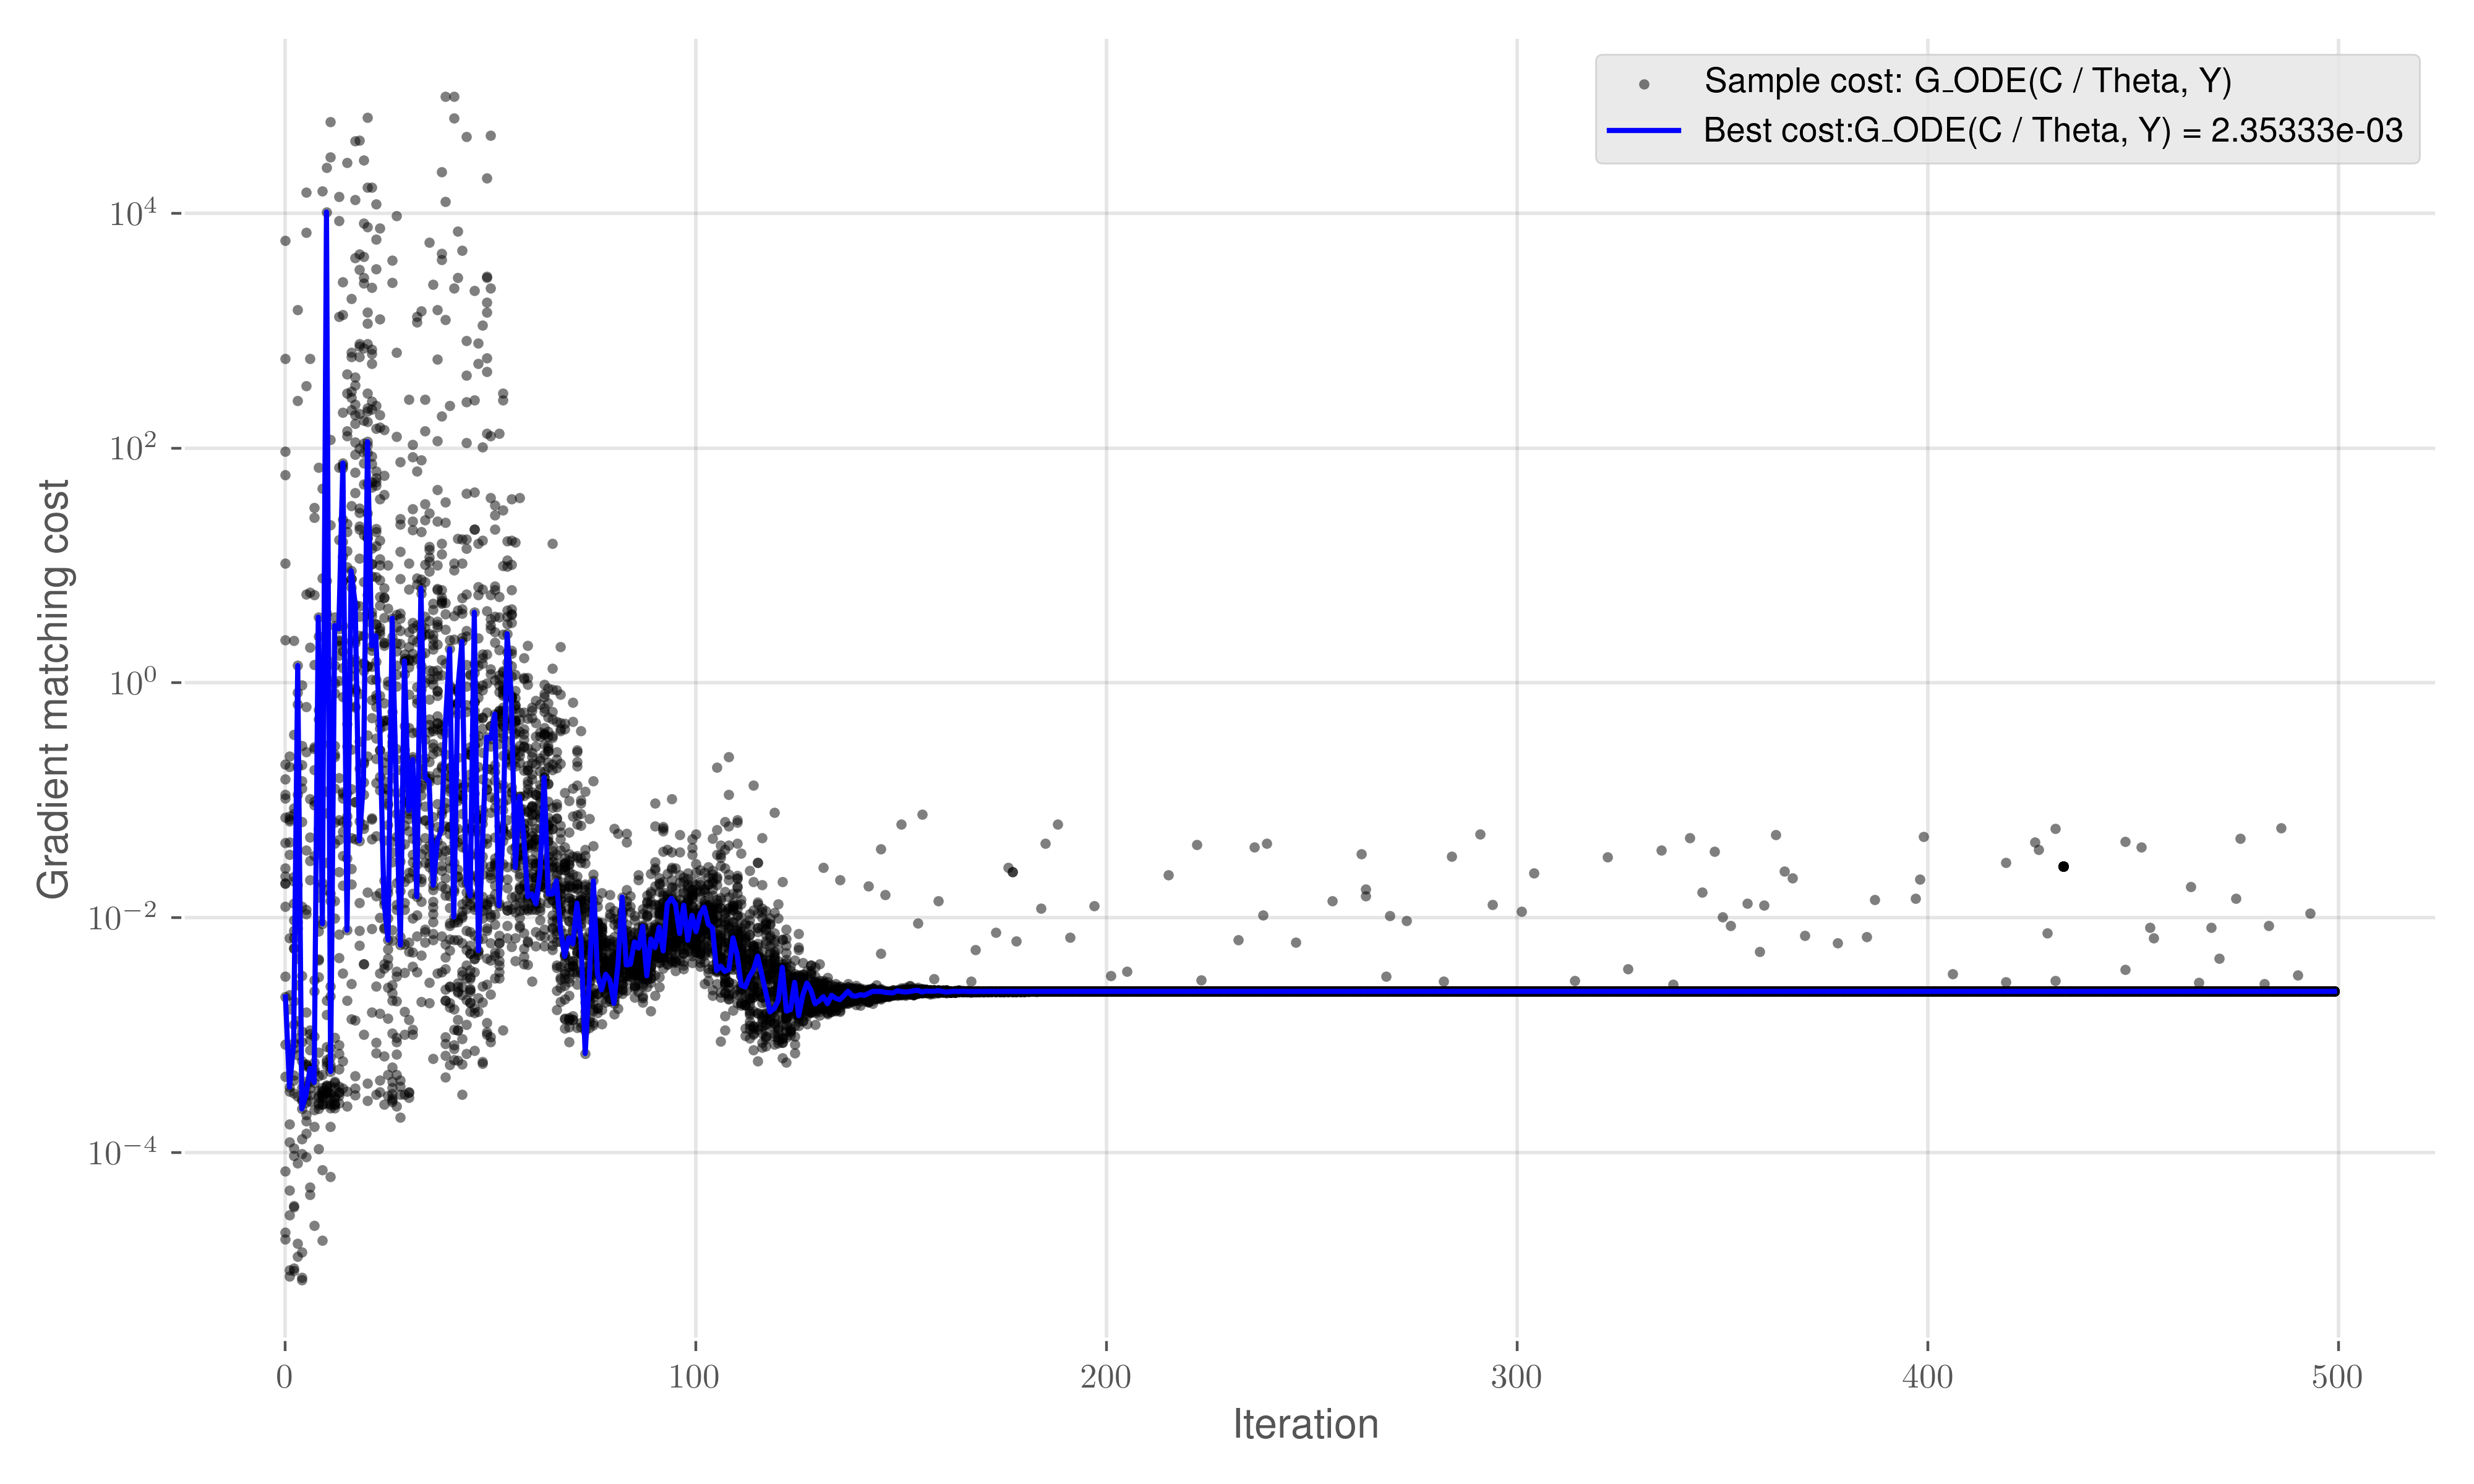 Sample cost: G_ODE(C / Theta, Y)
Best cost:G_ODE(C / Theta, Y) = 2.35333e-03
Gradient matching cost
10^4
10^2
10^0
10^−2
10^−4
0 100 200 300 400 500
Iteration